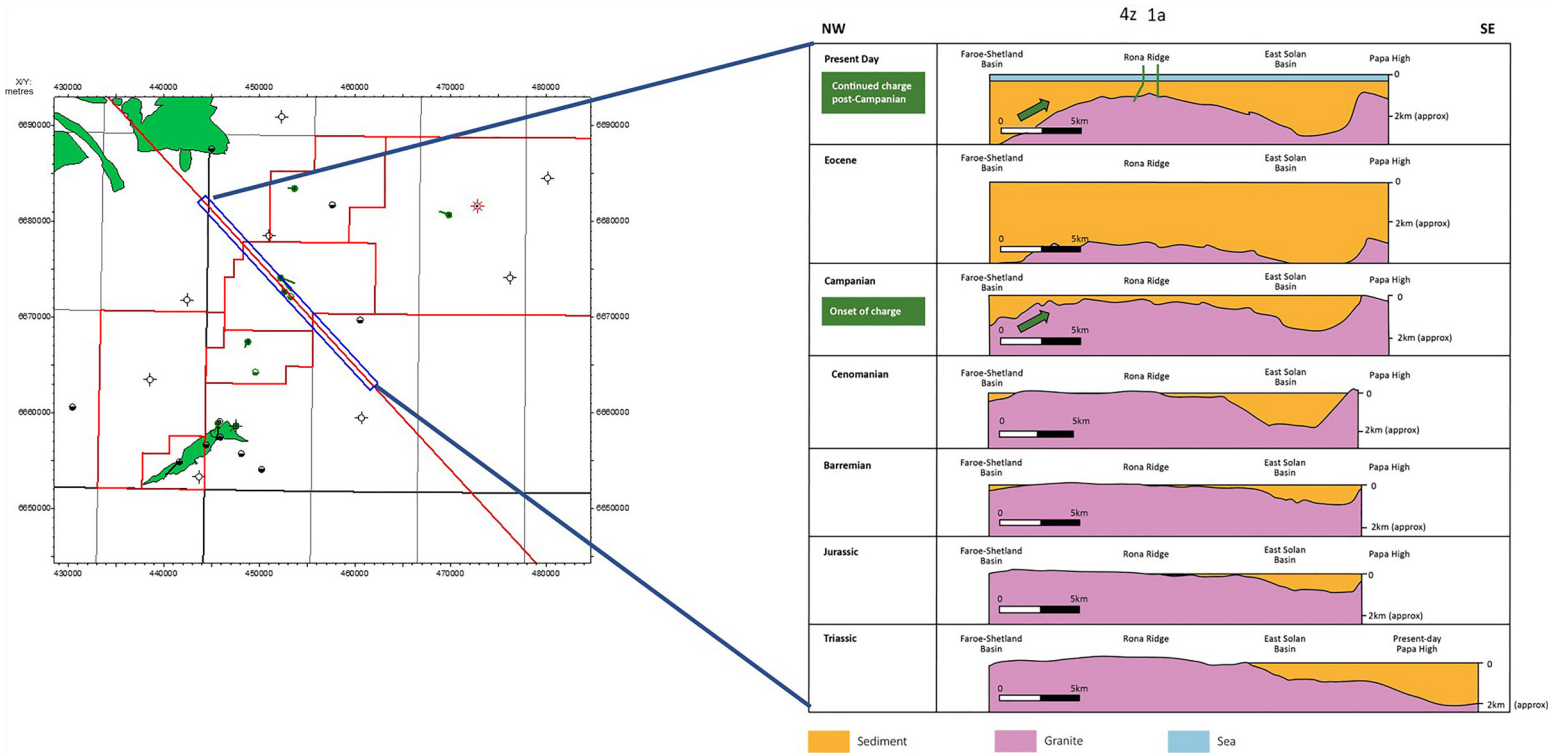 4z 1a
NW
SE
X/Y:
metres
430000
440000
450000
460000
470000
480000
6690000
6690000
6680000
6680000
6670000
6670000
6660000
6660000
6650000
6650000
430000
440000
450000
460000
470000
480000
Present Day
Continued charge
post-Campanian
Faroe-Shetland
Basin
Rona Ridge
East Solan
Basin
Papa High
0
2km (approx)
0
5km
Eocene
Faroe-Shetland
Basin
Rona Ridge
East Solan
Basin
Papa High
0
2km (approx)
0
5km
Campanian
Onset of charge
Faroe-Shetland
Basin
Rona Ridge
East Solan
Basin
Papa High
0
2km (approx)
0
5km
Cenomanian
Faroe-Shetland
Basin
Rona Ridge
East Solan
Basin
Papa High
0
2km (approx)
0
5km
Barremian
Faroe-Shetland
Basin
Rona Ridge
East Solan
Basin
Papa High
0
2km (approx)
0
5km
Jurassic
Faroe-Shetland
Basin
Rona Ridge
East Solan
Basin
Papa High
0
2km (approx)
0
5km
Triassic
Faroe-Shetland
Basin
Rona Ridge
East Solan
Basin
Present-day
Papa High
0
2km (approx)
0
5km
Sediment
Granite
Sea